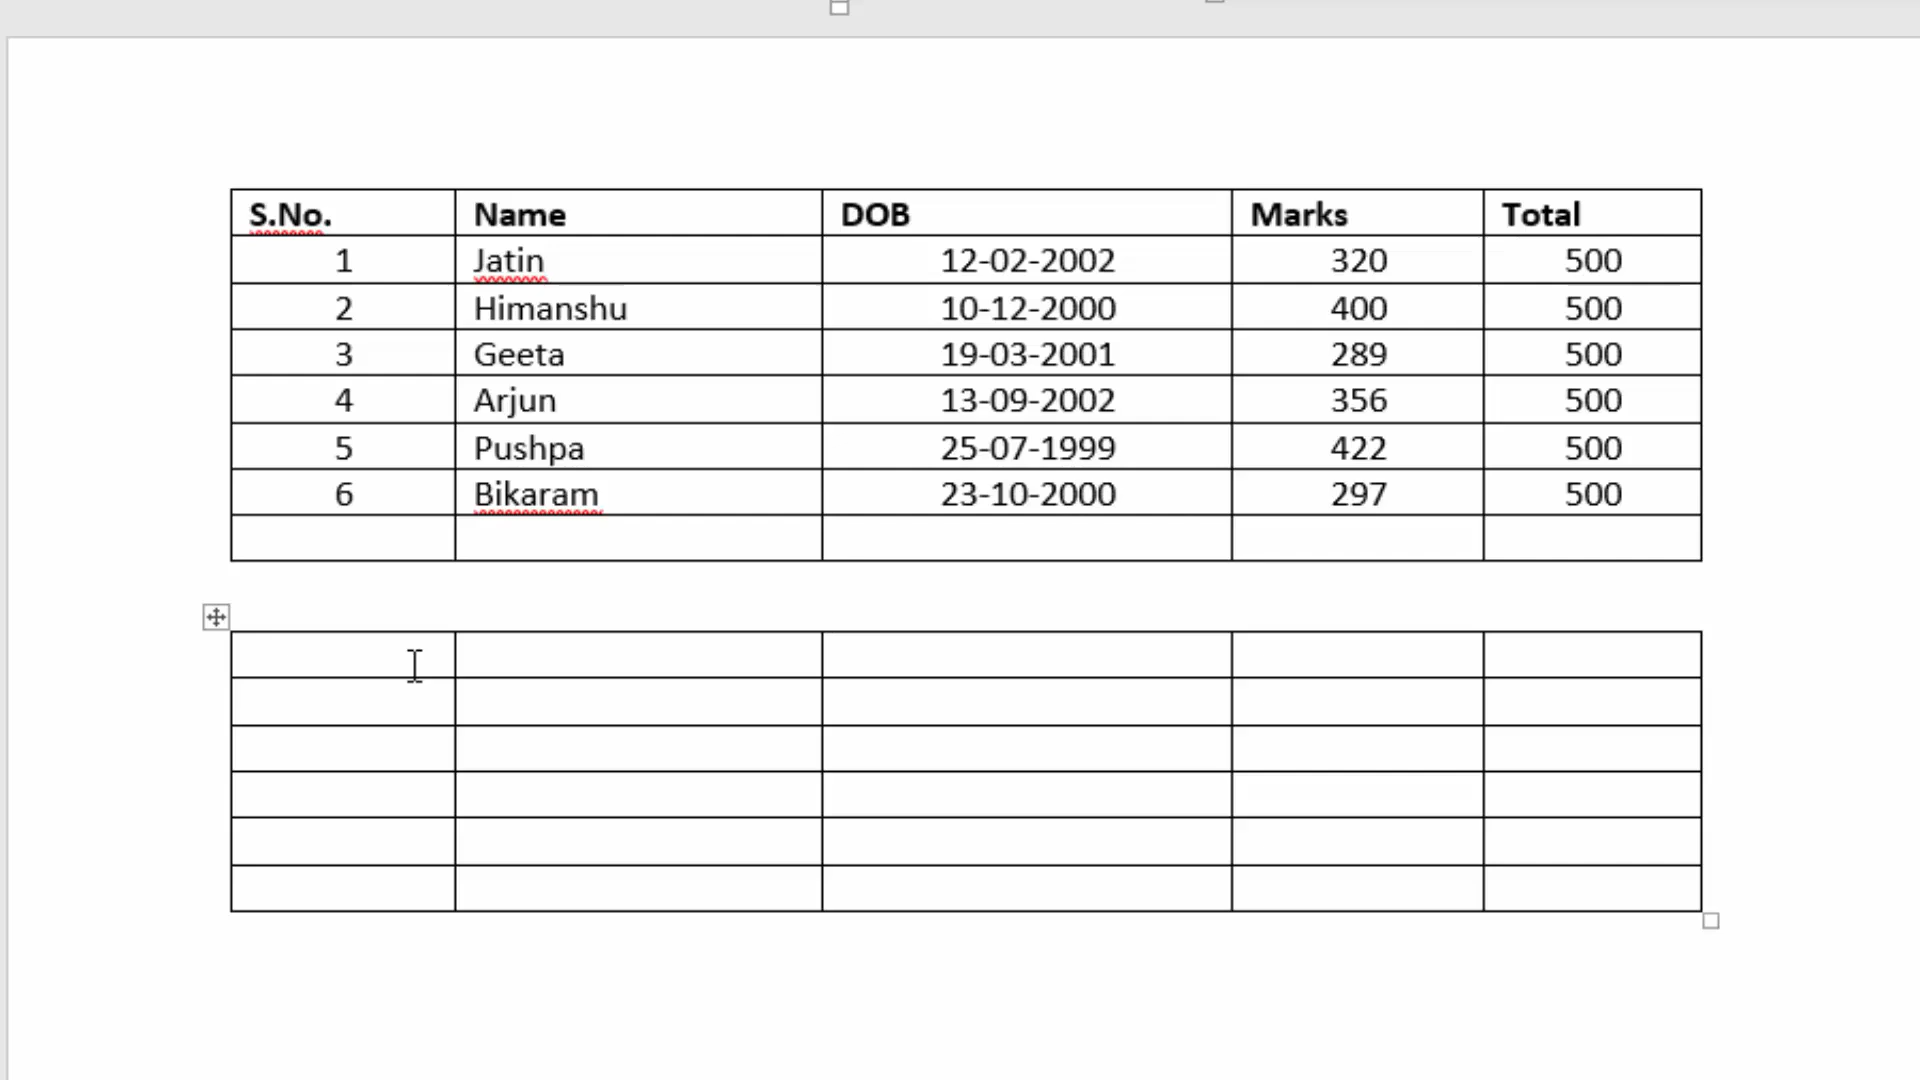 S.No. Name DOB Marks Total
1 Jatin 12-02-2002 320 500
2 Himanshu 10-12-2000 400 500
3 Geeta 19-03-2001 289 500
4 Arjun 13-09-2002 356 500
5 Pushpa 25-07-1999 422 500
6 Bikaram 23-10-2000 297 500